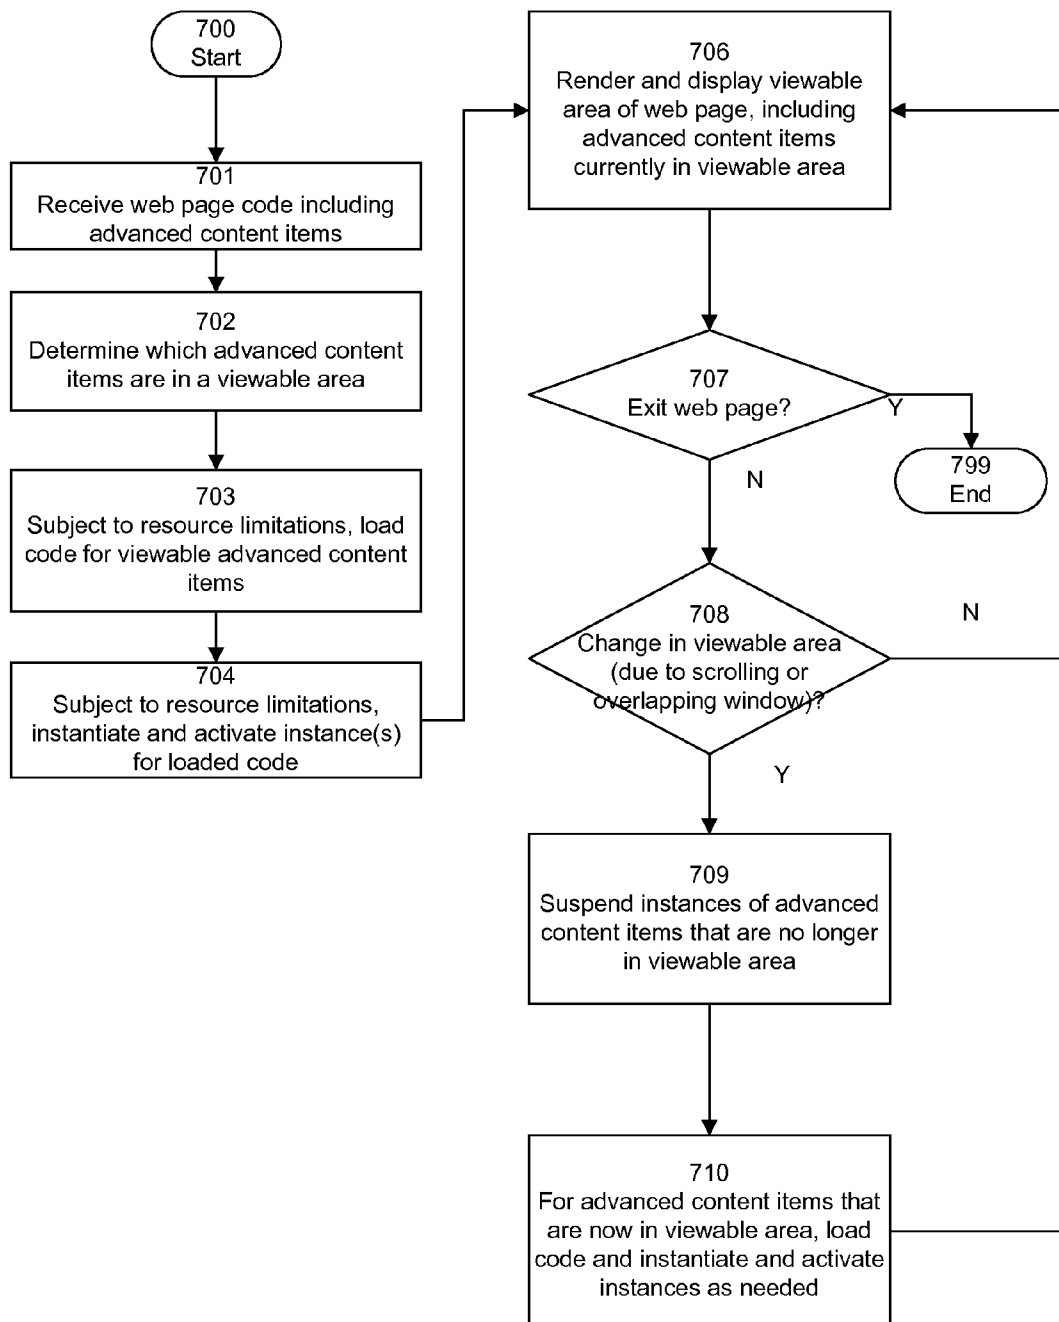 700
Start
701
Receive web page code including
advanced content items
702
Determine which advanced content
items are in a viewable area
703
Subject to resource limitations, load
code for viewable advanced content
items
704
Subject to resource limitations,
instantiate and activate instance(s)
for loaded code
706
Render and display viewable
area of web page, including
advanced content items
currently in viewable area
707
Exit web page?
Y
N
799
End
708
Change in viewable area
(due to scrolling or
overlapping window)?
N
Y
709
Suspend instances of advanced
content items that are no longer
in viewable area
710
For advanced content items that
are now in viewable area, load
code and instantiate and activate
instances as needed